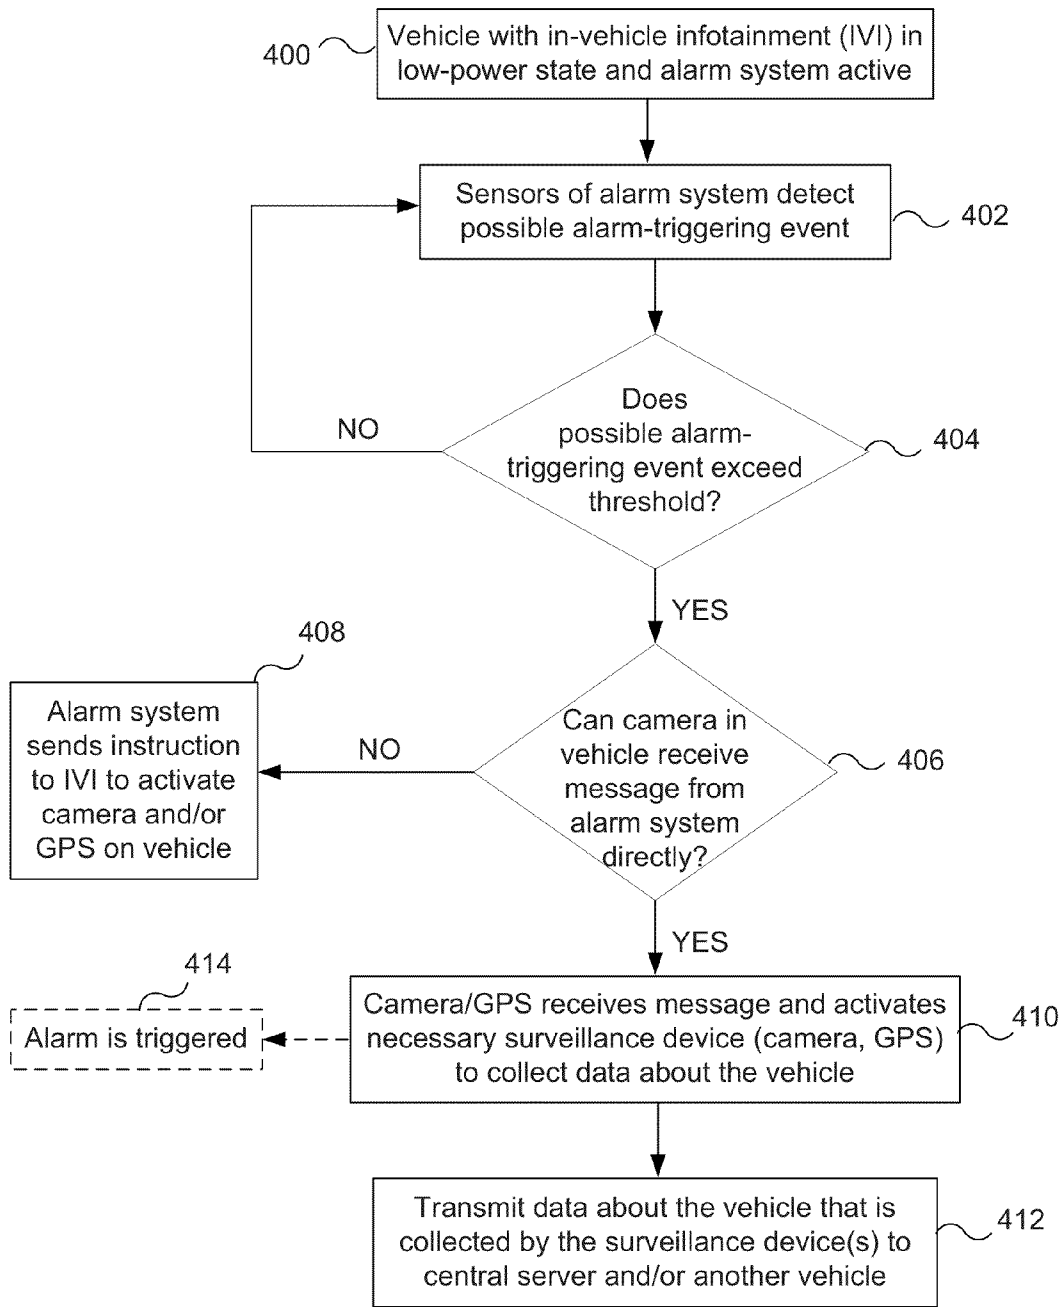 400
Vehicle with in-vehicle infotainment (IVI) in
low-power state and alarm system active
Sensors of alarm system detect
possible alarm-triggering event
402
Does
possible alarm-
triggering event exceed
threshold?
404
NO
YES
408
Alarm system
sends instruction
to IVI to activate
camera and/or
GPS on vehicle
NO
Can camera in
vehicle receive
message from
alarm system
directly?
406
YES
414
Alarm is triggered
Camera/GPS receives message and activates
necessary surveillance device (camera, GPS)
to collect data about the vehicle
410
Transmit data about the vehicle that is
collected by the surveillance device(s) to
central server and/or another vehicle
412